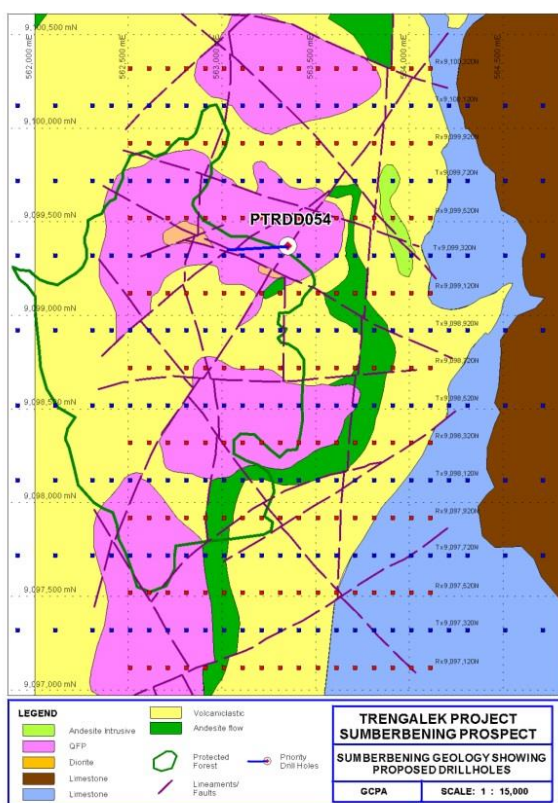 9,100,500 mN
562,000 mE
562,500 mE
563,000 mE
563,500 mE
564,000 mE
564,500 mE
Rx9,100,320N
Tx9,100,120N
9,100,000 mN
Rx9,099,920N
Tx9,099,720N
9,099,500 mN
Rx9,099,520N
PTRDD054
Tx9,099,320N
Rx9,099,120N
9,099,000 mN
Tx9,098,920N
Rx9,098,720N
9,098,500 mN
Tx9,098,520N
Rx9,098,320N
Tx9,098,120N
9,098,000 mN
Rx9,097,920N
Tx9,097,720N
9,097,500 mN
Rx9,097,520N
Tx9,097,320N
Rx9,097,120N
9,097,000 mN
LEGEND
Andesite Intrusive
QFP
Diorite
Limestone
Limestone
Volcaniclastic
Andesite flow
Protected
Forest
Priority
Drill Holes
Lineaments/
Faults
TRENGALEK PROJECT
SUMBERBENING PROSPECT
SUMBERBENING GEOLOGY SHOWING
PROPOSED DRILLHOLES
GCPA
SCALE: 1 : 15,000